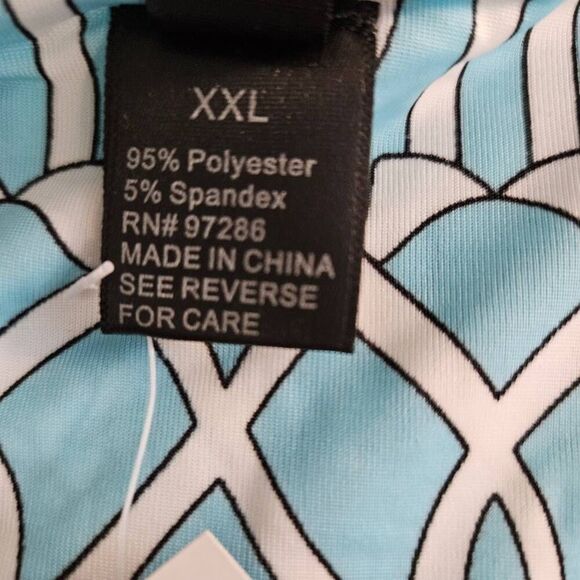 XXL
95% Polyester
5% Spandex
RN# 97286
MADE IN CHINA
SEE REVERSE
FOR CARE